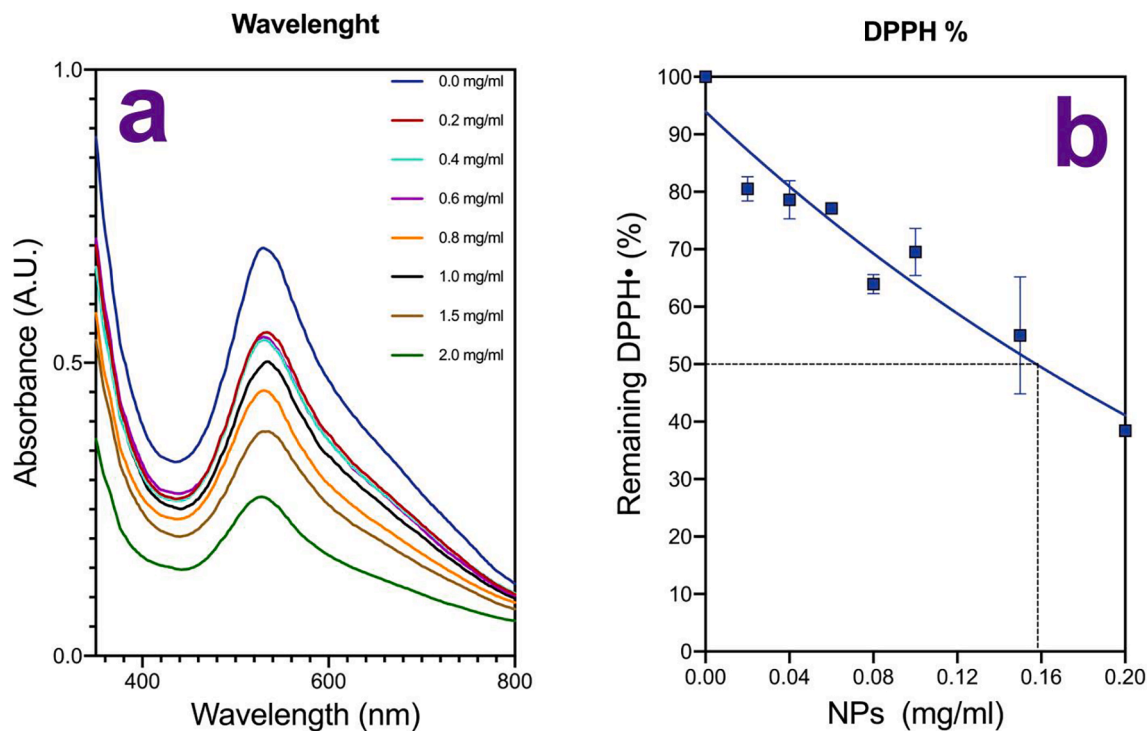 Wavelenght
a
1.0
0.5
0.0
Absorbance (A.U.)
400
600
800
Wavelength (nm)
0.0 mg/ml
0.2 mg/ml
0.4 mg/ml
0.6 mg/ml
0.8 mg/ml
1.0 mg/ml
1.5 mg/ml
2.0 mg/ml
DPPH %
b
100
90
80
70
60
50
40
30
20
10
0
Remaining DPPH• (%)
0.00
0.04
0.08
0.12
0.16
0.20
NPs (mg/ml)